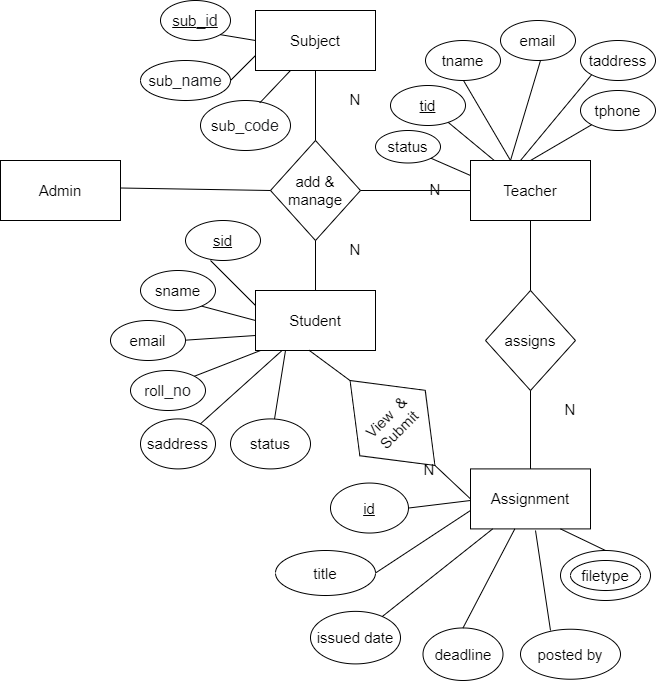 sub_id
Subject
email
tname
taddress
sub_name
N
tid
tphone
sub_code
status
Admin
add &
manage
N
Teacher
sid
N
sname
Student
email
assigns
roll_no
View &
Submit
N
saddress
status
N
id
Assignment
title
filetype
issued date
deadline
posted by